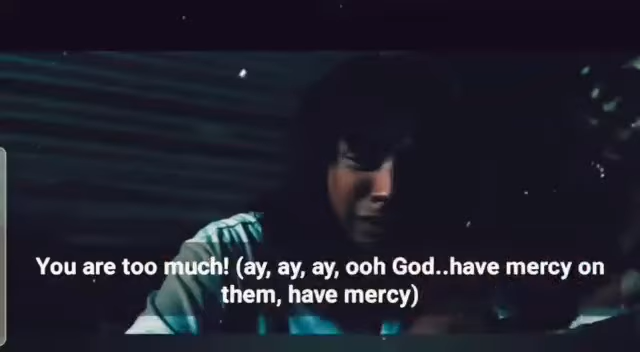 You are too much! (ay, ay, ay, ooh God..have mercy on
them, have mercy)